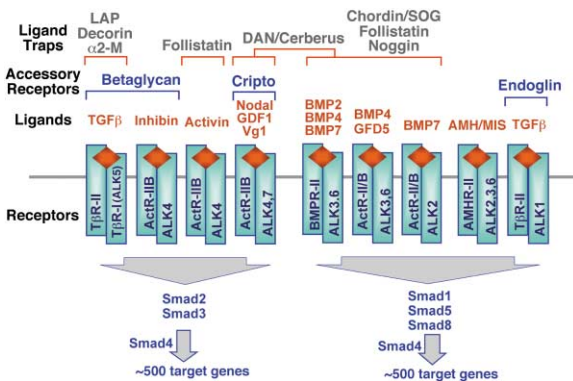 Ligand
Traps
LAP
Decorin
α2-M
Follistatin
DAN/Cerberus
Chordin/SOG
Follistatin
Noggin
Accessory
Receptors
Betaglycan
Cripto
Endoglin
Ligands
TGFβ
Inhibin
Activin
Nodal
GDF1
Vg1
BMP2
BMP4
BMP7
BMP4
GFD5
BMP7
AMH/MIS
TGFβ
Receptors
TβR-II
TβR-I(ALK5)
ActR-IIB
ALK4
ActR-IIB
ALK4
ActR-IIB
ALK4,7
BMPR-II
ALK3,6
ActR-II/B
ALK3,6
ActR-II/B
ALK2
AMHR-II
ALK2,3,6
TβR-II
ALK1
Smad2
Smad3
Smad4
~500 target genes
Smad1
Smad5
Smad8
Smad4
~500 target genes